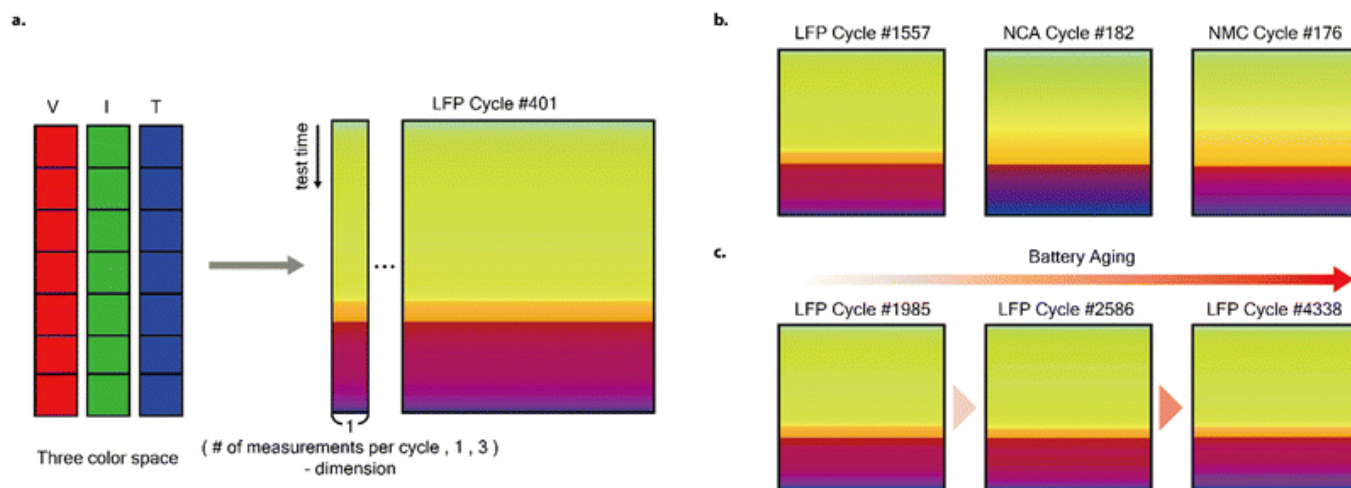 a.
V I T
LFP Cycle #401
test time
...
1
( # of measurements per cycle , 1 , 3 )
- dimension
Three color space
b.
LFP Cycle #1557 NCA Cycle #182 NMC Cycle #176
c.
Battery Aging
LFP Cycle #1985 LFP Cycle #2586 LFP Cycle #4338